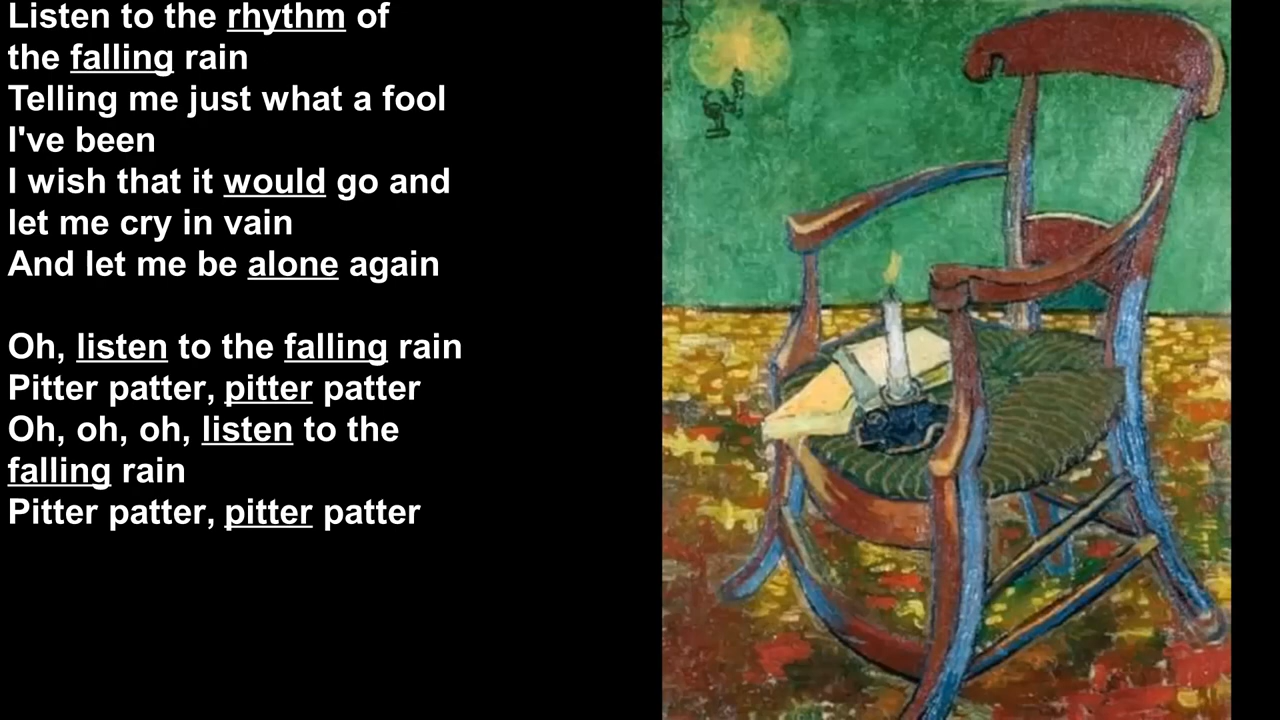 Listen to the rhythm of
the falling rain
Telling me just what a fool
I've been
I wish that it would go and
let me cry in vain
And let me be alone again
Oh, listen to the falling rain
Pitter patter, pitter patter
Oh, oh, oh, listen to the
falling rain
Pitter patter, pitter patter